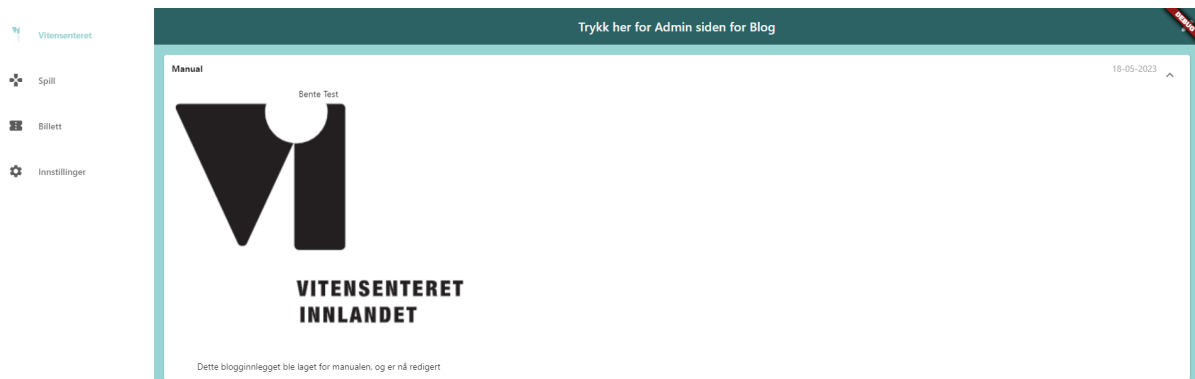 Vitensenteret
Spill
Billett
Innstillinger
Trykk her for Admin siden for Blog
DEBUG
Manual
18-05-2023
Bente Test
VITENSENTERET
INNLANDET
Dette blogginnlegget ble laget for manualen, og er nå redigert